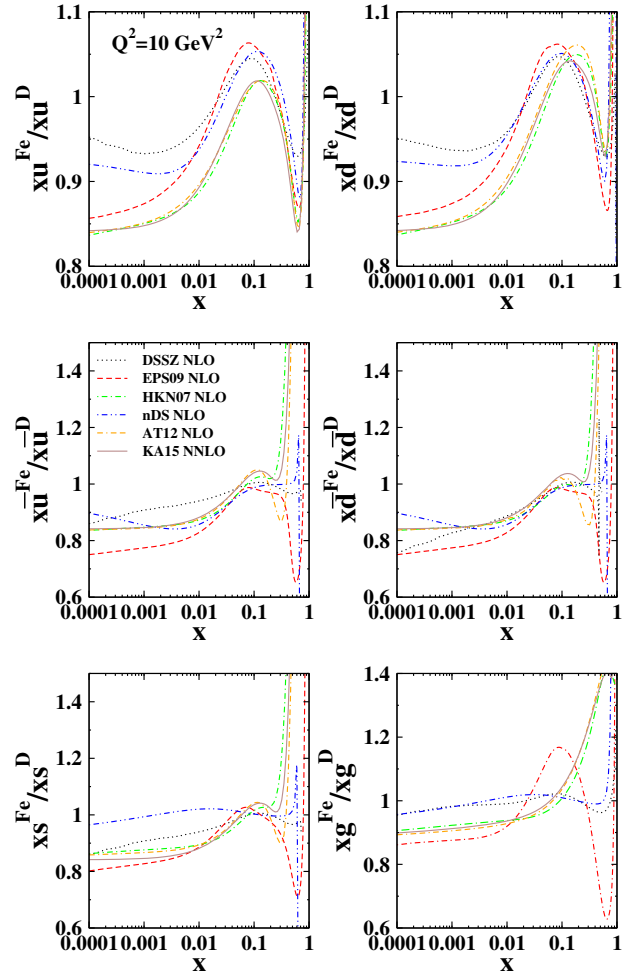 Q²=10 GeV²
xu^Fe/xu^D
1.1
1
0.9
0.8
0.0001 0.001 0.01 0.1 1
x
xd^Fe/xd^D
1.1
1
0.9
0.8
0.0001 0.001 0.01 0.1 1
x
DSSZ NLO
EPS09 NLO
HKN07 NLO
nDS NLO
AT12 NLO
KA15 NNLO
xu̅^Fe/xu̅^D
1.4
1.2
1
0.8
0.6
0.0001 0.001 0.01 0.1 1
x
xd̅^Fe/xd̅^D
1.4
1.2
1
0.8
0.6
0.0001 0.001 0.01 0.1 1
x
xs^Fe/xs^D
1.4
1.2
1
0.8
0.6
0.0001 0.001 0.01 0.1 1
x
xg^Fe/xg^D
1.4
1.2
1
0.8
0.6
0.0001 0.001 0.01 0.1 1
x